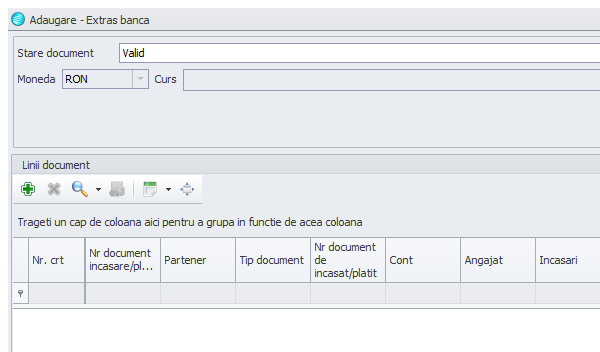 Adaugare - Extras banca
Stare document Valid
Moneda RON Curs
Linii document
Trageti un cap de coloana aici pentru a grupa in functie de acea coloana
Nr. crt
Nr document
incasare/pl...
Partener
Tip document
Nr document
de
incasat/platit
Cont
Angajat
Incasari